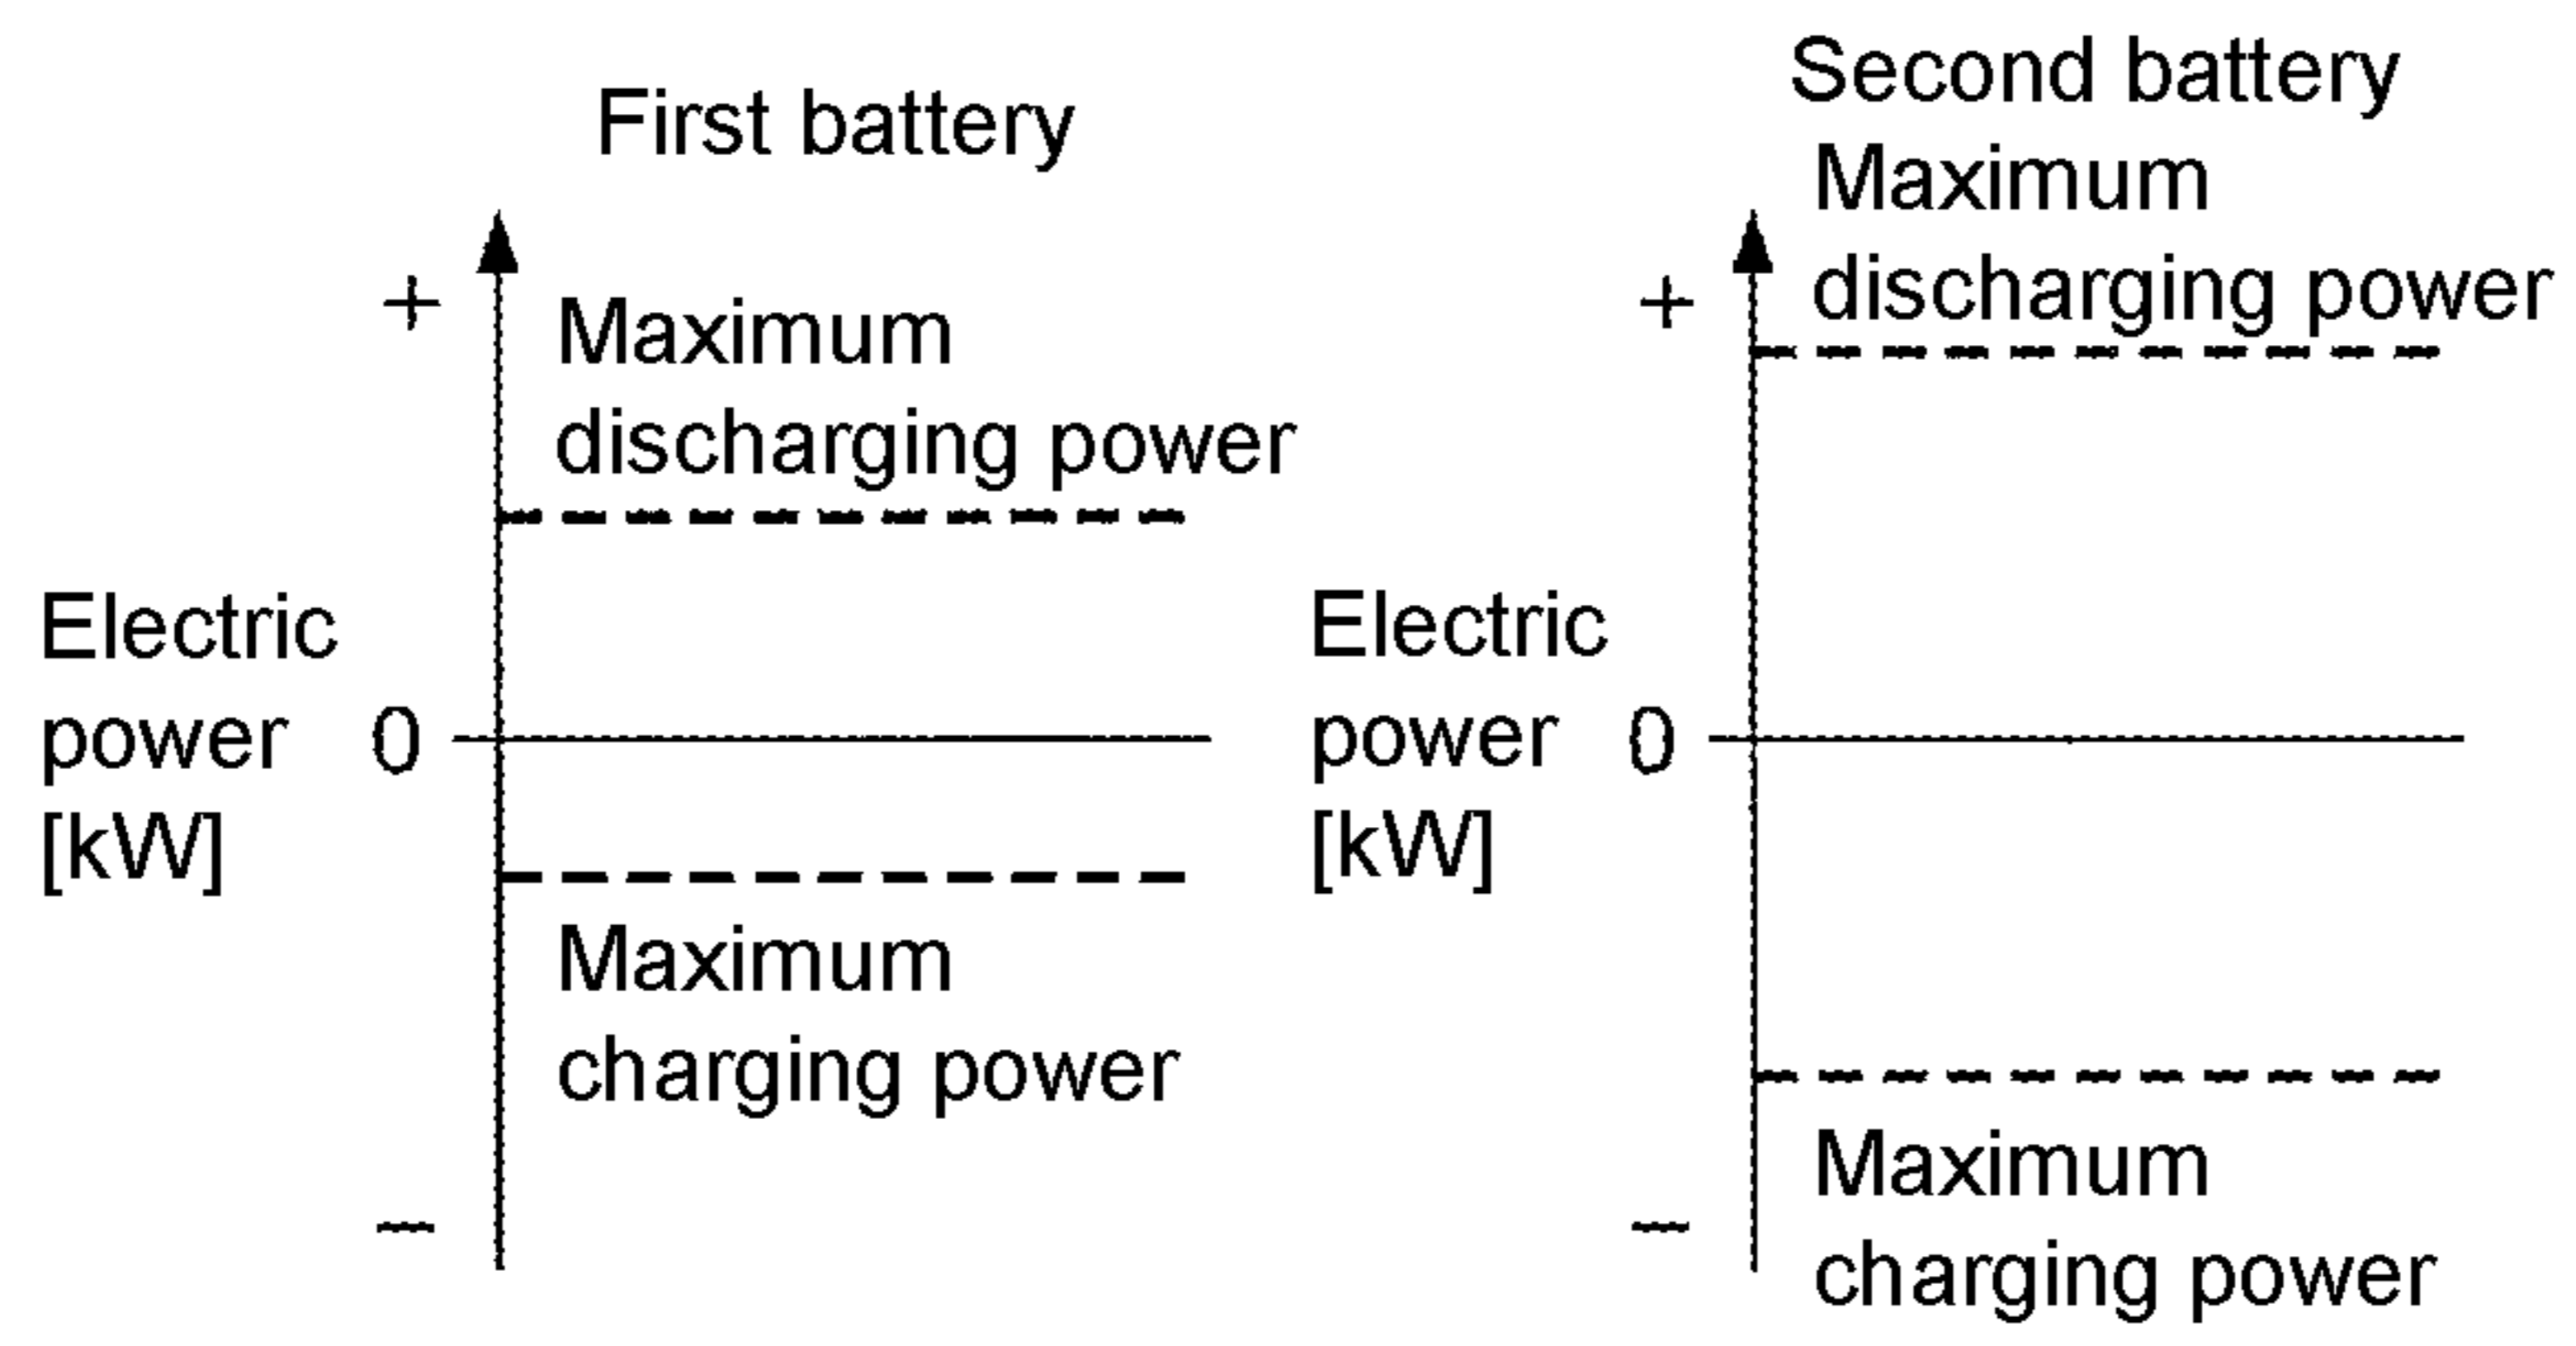 First battery
+
Maximum
discharging power
Electric
power 0
[kW]
Maximum
charging power
−
Second battery
Maximum
discharging power
+
Electric
power 0
[kW]
Maximum
charging power
−